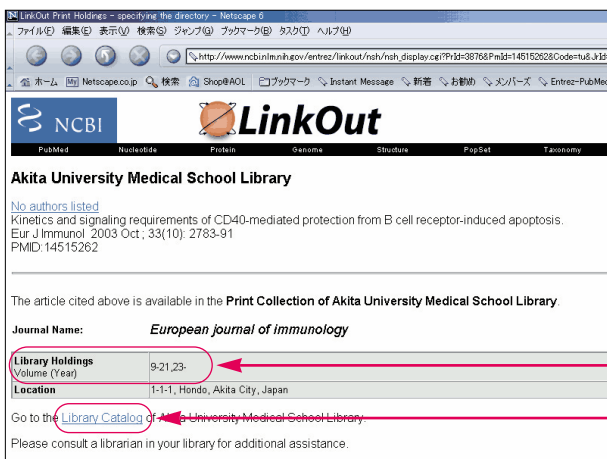 LinkOut Print Holdings - specifying the directory - Netscape 6
ファイル(F) 編集(E) 表示(V) 検索(S) ジャンプ(G) ブックマーク(B) タスク(T) ヘルプ(H)
http://www.ncbi.nlm.nih.gov/entrez/linkout/nsh/nsh_display.cgi?PrId=3876&PmId=14515262&Code=tu&JrId
ホーム My Netscape.co.jp 検索 Shop@AOL ブックマーク Instant Message 新着 お勧め メンバーズ Entrez-PubMed
NCBI LinkOut
PubMed Nucleotide Protein Genome Structure PopSet Taxonomy
Akita University Medical School Library
No authors listed
Kinetics and signaling requirements of CD40-mediated protection from B cell receptor-induced apoptosis.
Eur J Immunol 2003 Oct ; 33(10): 2783-91
PMID:14515262
The article cited above is available in the Print Collection of Akita University Medical School Library.
Journal Name: European journal of immunology
Library Holdings
Volume (Year) 9-21,23-
Location 1-1-1, Hondo, Akita City, Japan
Go to the Library Catalog of Akita University Medical School Library.
Please consult a librarian in your library for additional assistance.